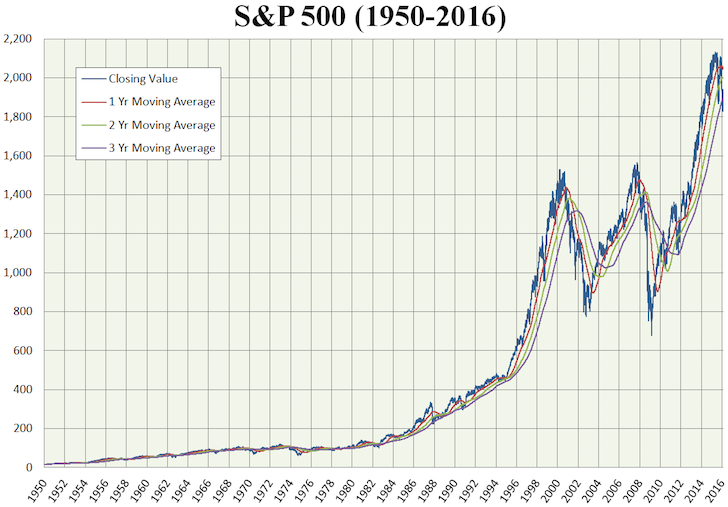 S&P 500 (1950-2016)
2,200
2,000
1,800
1,600
1,400
1,200
1,000
800
600
400
200
0
Closing Value
1 Yr Moving Average
2 Yr Moving Average
3 Yr Moving Average
1950 1952 1954 1956 1958 1960 1962 1964 1966 1968 1970 1972 1974 1976 1978 1980 1982 1984 1986 1988 1990 1992 1994 1996 1998 2000 2002 2004 2006 2008 2010 2012 2014 2016